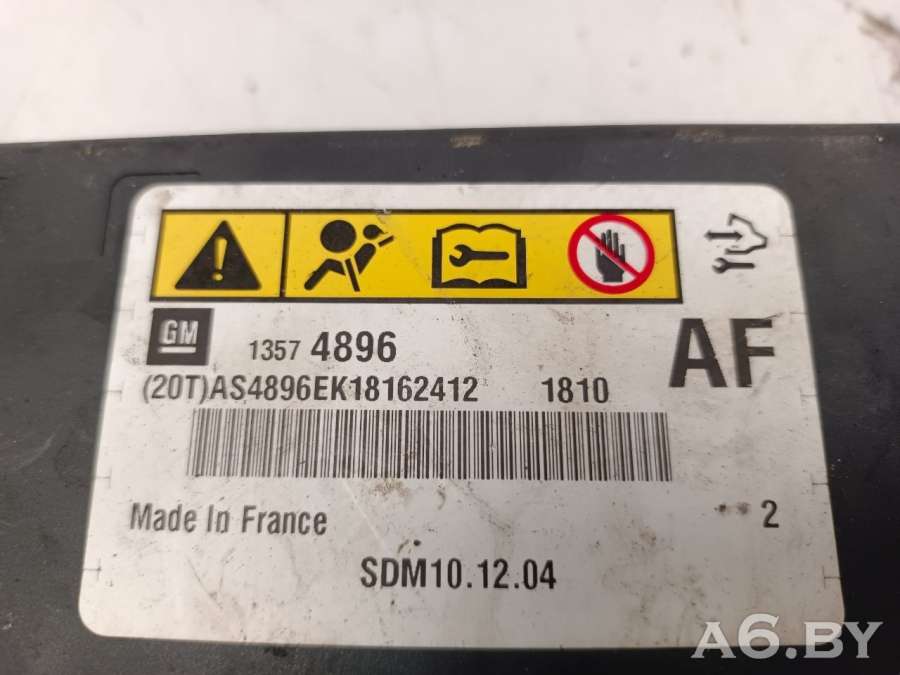 GM 1357 4896 AF
(20T)AS4896EK18162412 1810
Made In France 2
SDM10.12.04
A6.BY